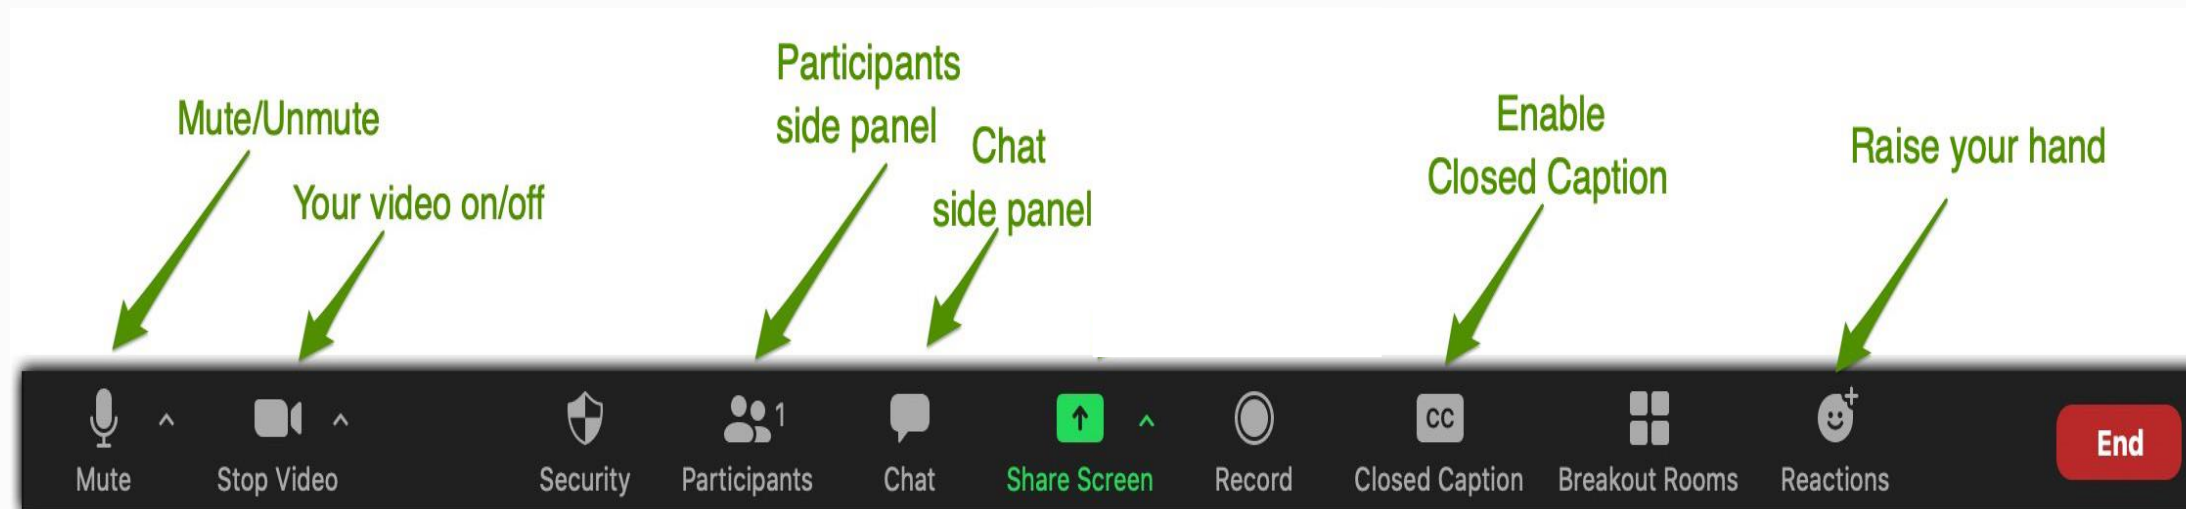 Participants
side panel
Mute/Unmute
Chat
side panel
Enable
Closed Caption
Raise your hand
Your video on/off
1
CC
Mute
Stop Video
Security
Participants
Chat
Share Screen
Record
Closed Caption
Breakout Rooms
Reactions
End